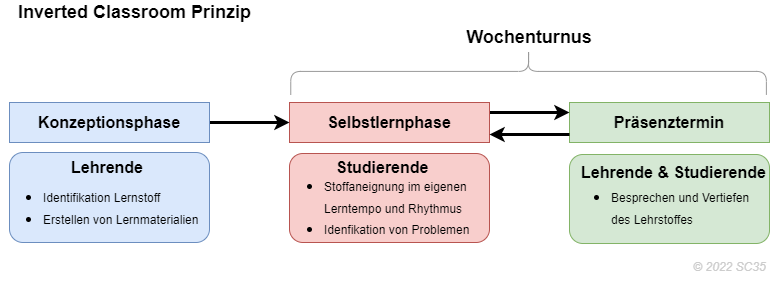 Inverted Classroom Prinzip
Wochenturnus
Konzeptionsphase
Selbstlernphase
Präsenztermin
Lehrende
• Identifikation Lernstoff
• Erstellen von Lernmaterialien
Studierende
• Stoffaneignung im eigenen
Lerntempo und Rhythmus
• Idenfikation von Problemen
Lehrende & Studierende
• Besprechen und Vertiefen
des Lehrstoffes
© 2022 SC35